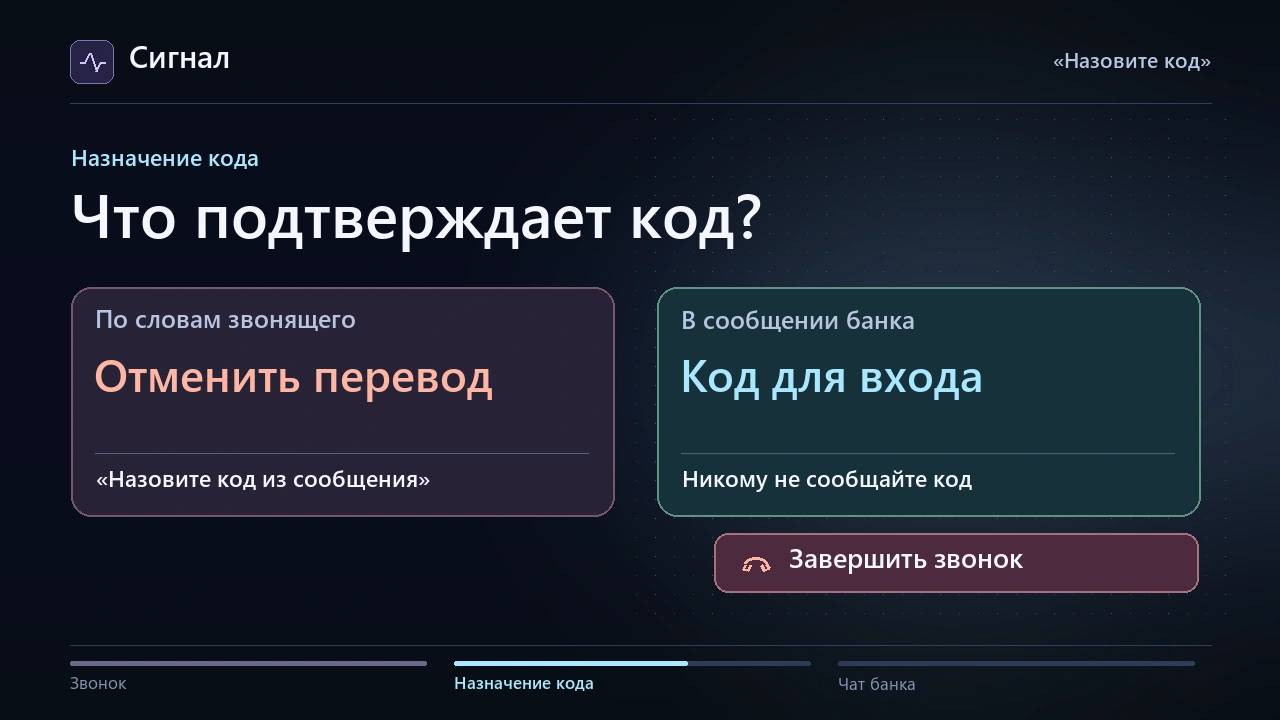 Сигнал
«Назовите код»
Назначение кода
Что подтверждает код?
По словам звонящего
Отменить перевод
«Назовите код из сообщения»
В сообщении банка
Код для входа
Никому не сообщайте код
Завершить звонок
Звонок
Назначение кода
Чат банка